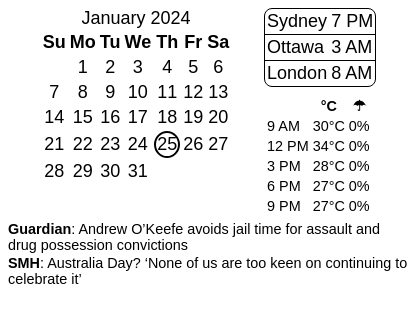 January 2024
Su Mo Tu We Th Fr Sa
1 2 3 4 5 6
7 8 9 10 11 12 13
14 15 16 17 18 19 20
21 22 23 24 25 26 27
28 29 30 31
Sydney 7 PM
Ottawa 3 AM
London 8 AM
°C ☂
9 AM 30°C 0%
12 PM 34°C 0%
3 PM 28°C 0%
6 PM 27°C 0%
9 PM 27°C 0%
Guardian: Andrew O’Keefe avoids jail time for assault and
drug possession convictions
SMH: Australia Day? ‘None of us are too keen on continuing to
celebrate it’